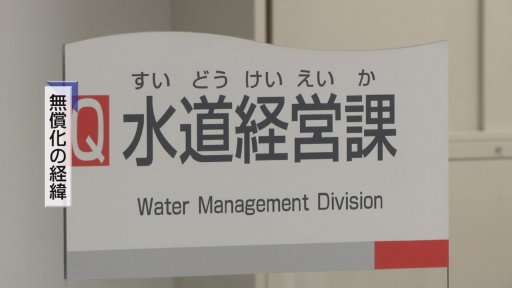 無償化の経緯
すいどうけいえいか
Q 水道経営課
Water Management Division